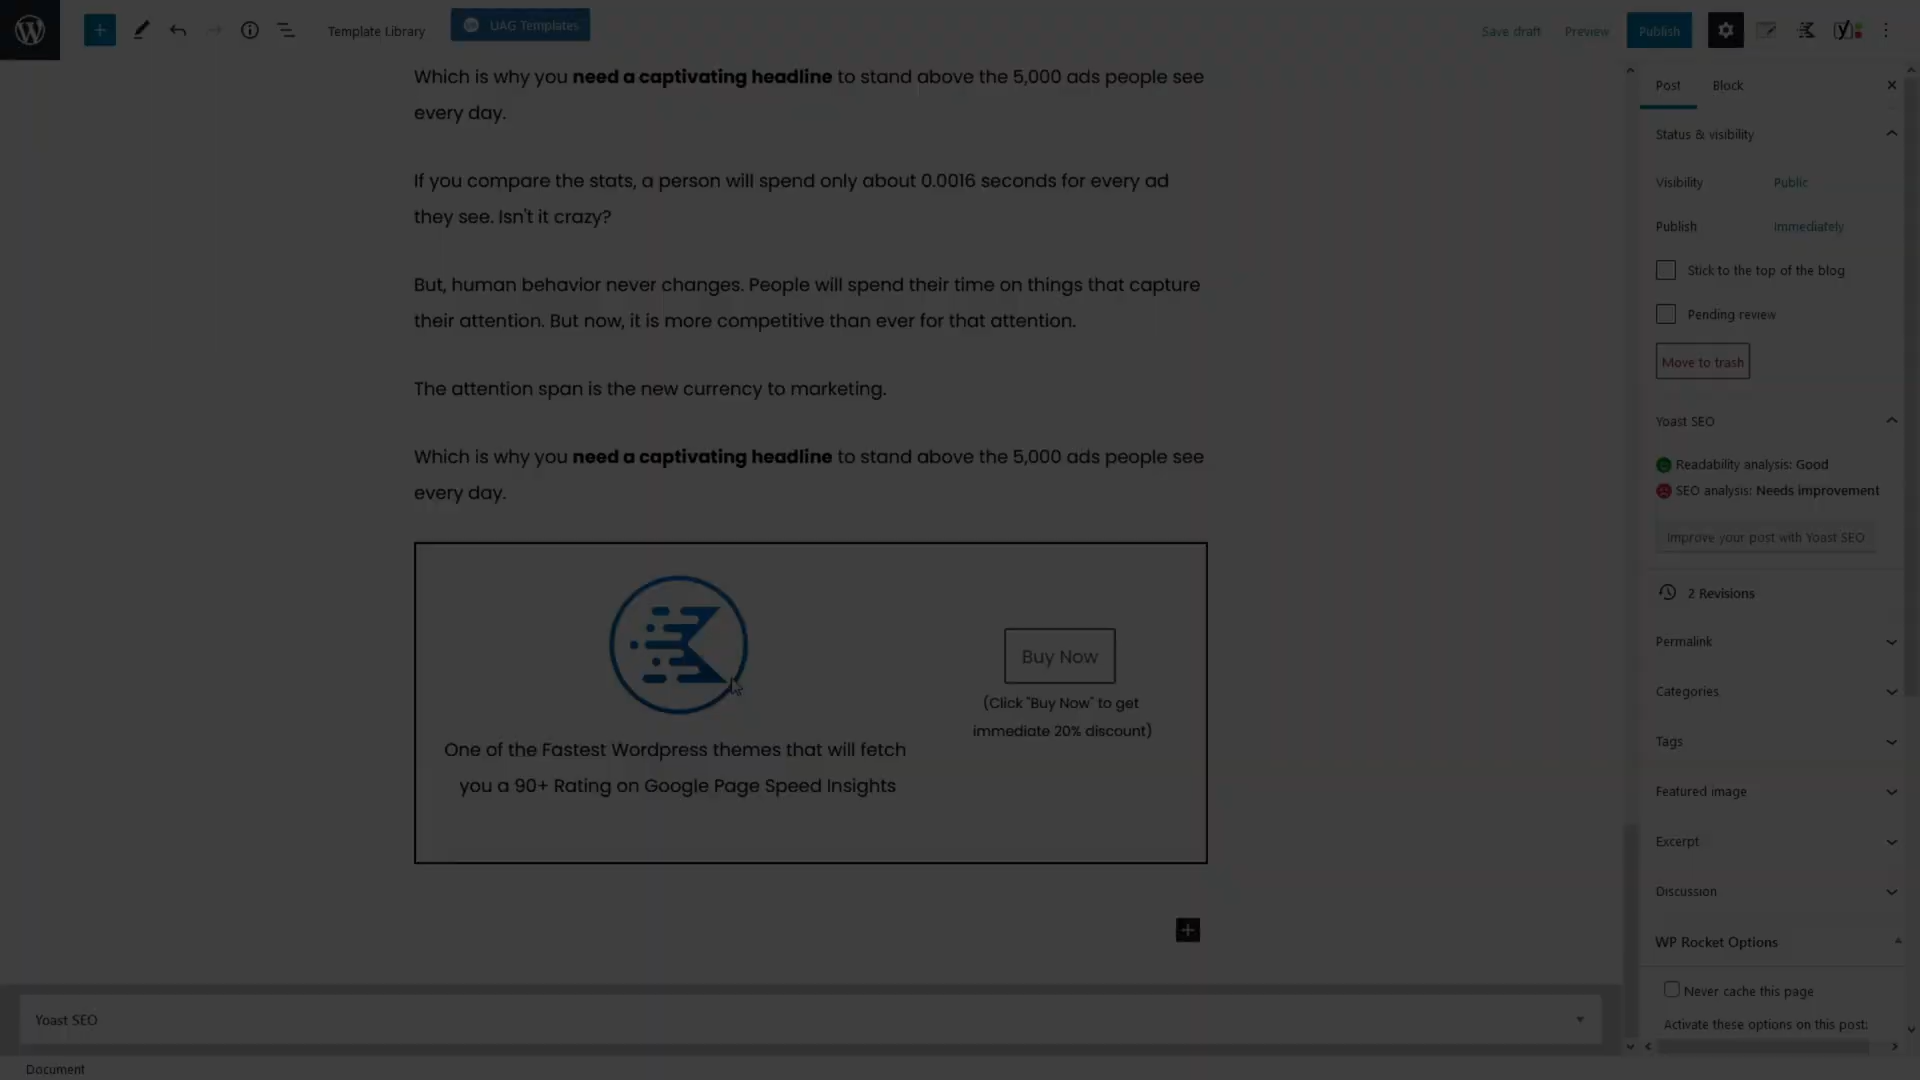 Template Library
UAG Templates
Save draft
Preview
Publish
Which is why you need a captivating headline to stand above the 5,000 ads people see
every day.
If you compare the stats, a person will spend only about 0.0016 seconds for every ad
they see. Isn't it crazy?
But, human behavior never changes. People will spend their time on things that capture
their attention. But now, it is more competitive than ever for that attention.
The attention span is the new currency to marketing.
Which is why you need a captivating headline to stand above the 5,000 ads people see
every day.
One of the Fastest Wordpress themes that will fetch
you a 90+ Rating on Google Page Speed Insights
Buy Now
(Click "Buy Now" to get
immediate 20% discount)
Yoast SEO
Document
Post
Block
Status & visibility
Visibility
Public
Publish
Immediately
Stick to the top of the blog
Pending review
Move to trash
Yoast SEO
Readability analysis: Good
SEO analysis: Needs improvement
Improve your post with Yoast SEO
2 Revisions
Permalink
Categories
Tags
Featured image
Excerpt
Discussion
WP Rocket Options
Never cache this page
Activate these options on this post: